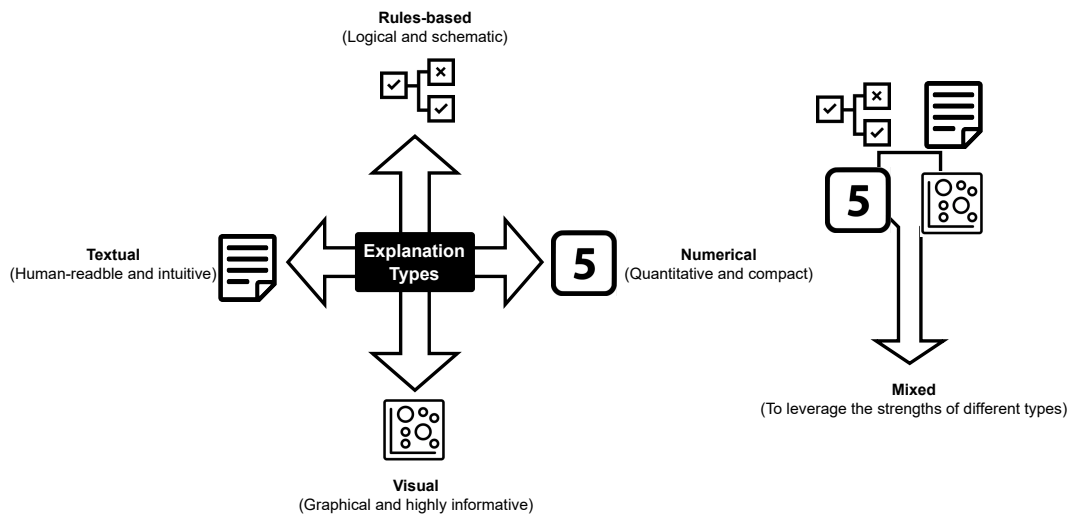 Rules-based
(Logical and schematic)
Textual
(Human-readble and intuitive)
Explanation
Types
5
Numerical
(Quantitative and compact)
Visual
(Graphical and highly informative)
5
Mixed
(To leverage the strengths of different types)